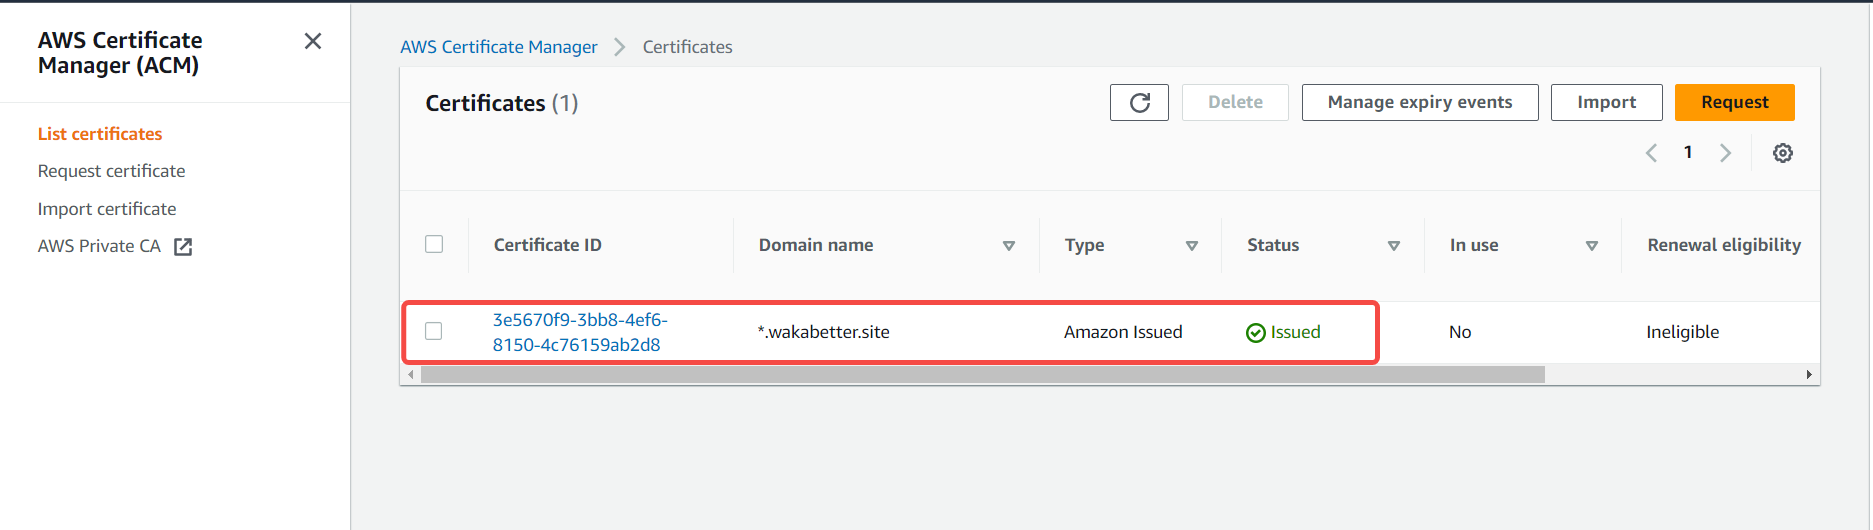 AWS Certificate
Manager (ACM)
List certificates
Request certificate
Import certificate
AWS Private CA
AWS Certificate Manager > Certificates
Certificates (1)
Delete
Manage expiry events
Import
Request
1
Certificate ID
Domain name
Type
Status
In use
Renewal eligibility
3e5670f9-3bb8-4ef6-
8150-4c76159ab2d8
*.wakabetter.site
Amazon Issued
Issued
No
Ineligible